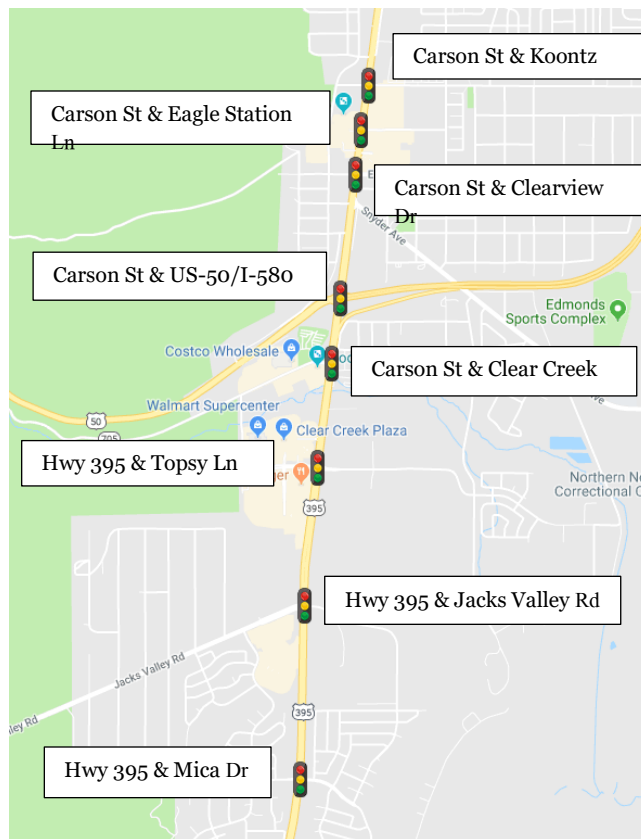 Carson St & Koontz
Carson St & Eagle Station
Ln
Carson St & Clearview
Dr
Snyder Ave
Carson St & US-50/I-580
Edmonds
Sports Complex
Costco Wholesale
Carson St & Clear Creek
50
Walmart Supercenter
705
Clear Creek Plaza
Hwy 395 & Topsy Ln
Northern
Correctional
395
Hwy 395 & Jacks Valley Rd
Jacks Valley Rd
395
Rd
Hwy 395 & Mica Dr